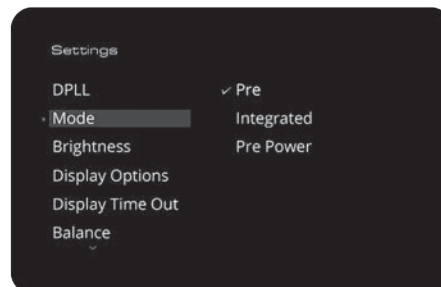 Settings
DPLL
Mode
Brightness
Display Options
Display Time Out
Balance
✓ Pre
Integrated
Pre Power